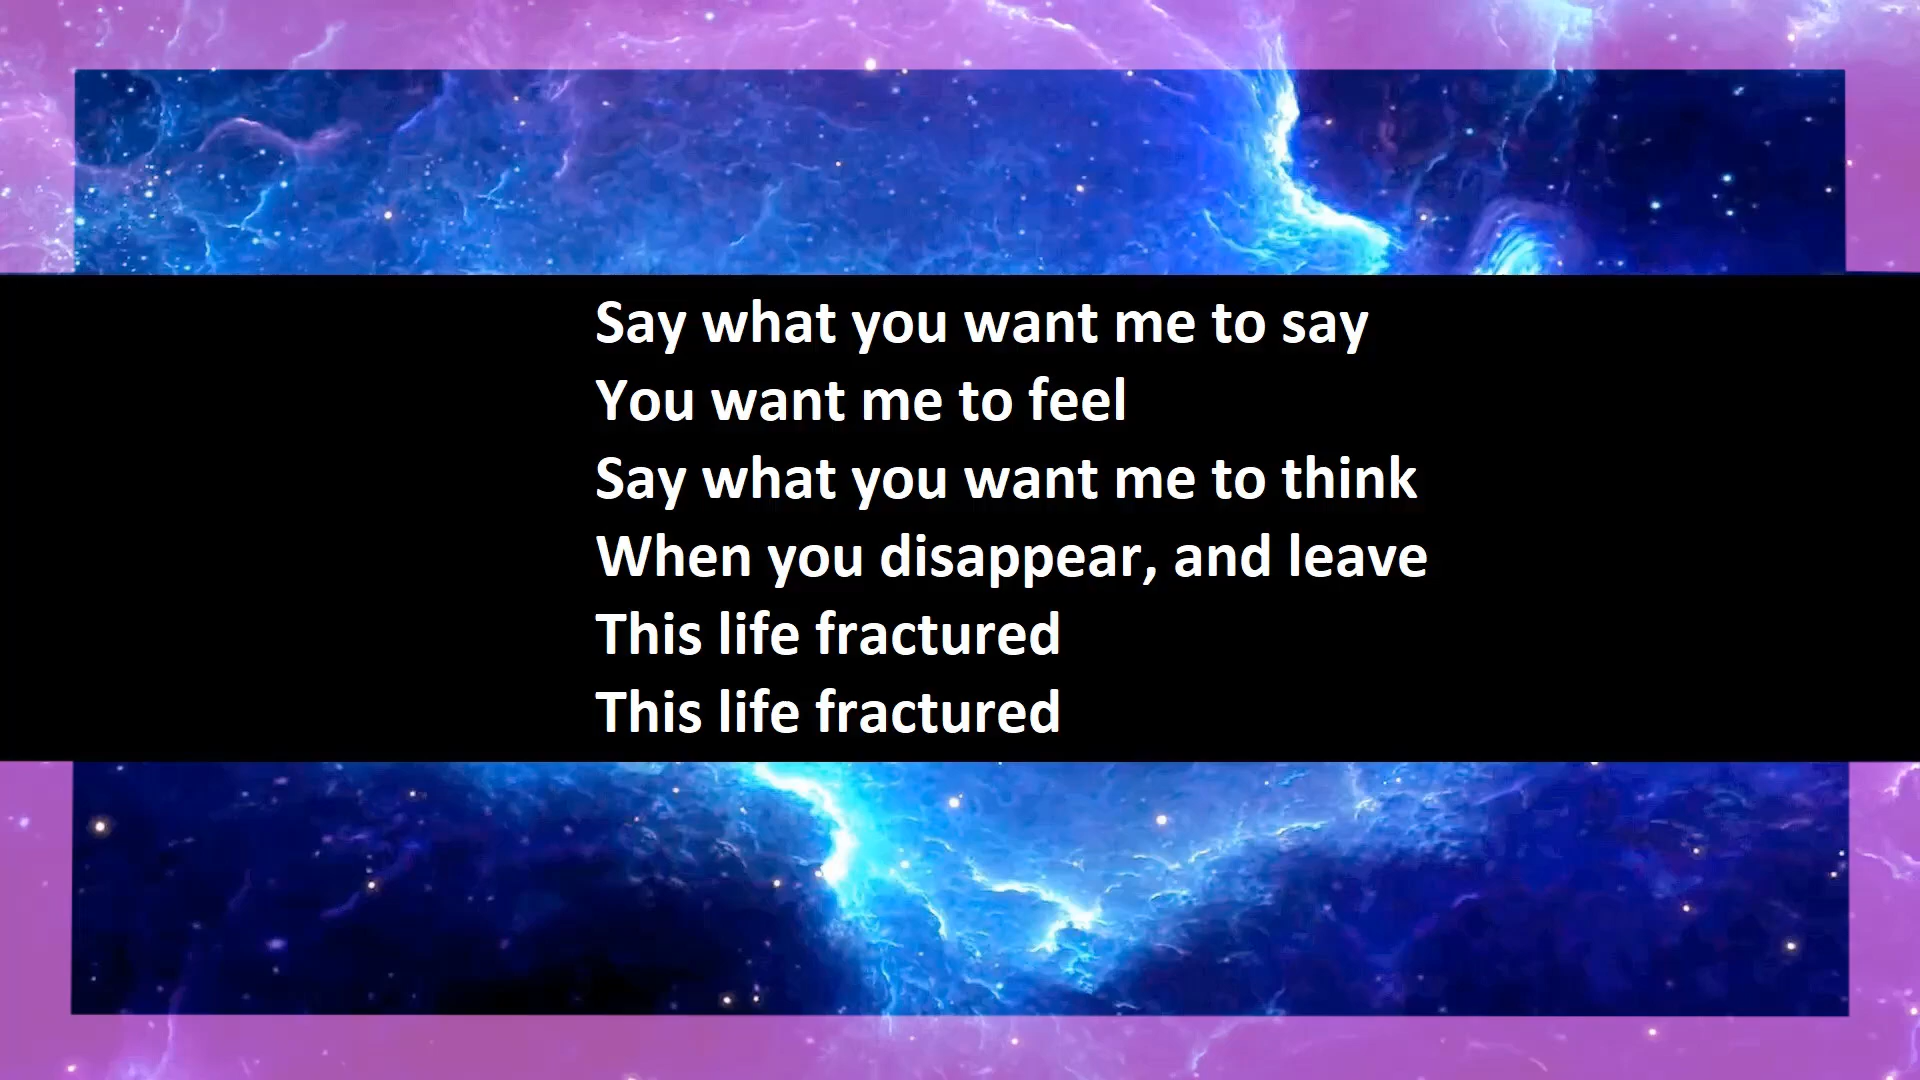 Say what you want me to say
You want me to feel
Say what you want me to think
When you disappear, and leave
This life fractured
This life fractured